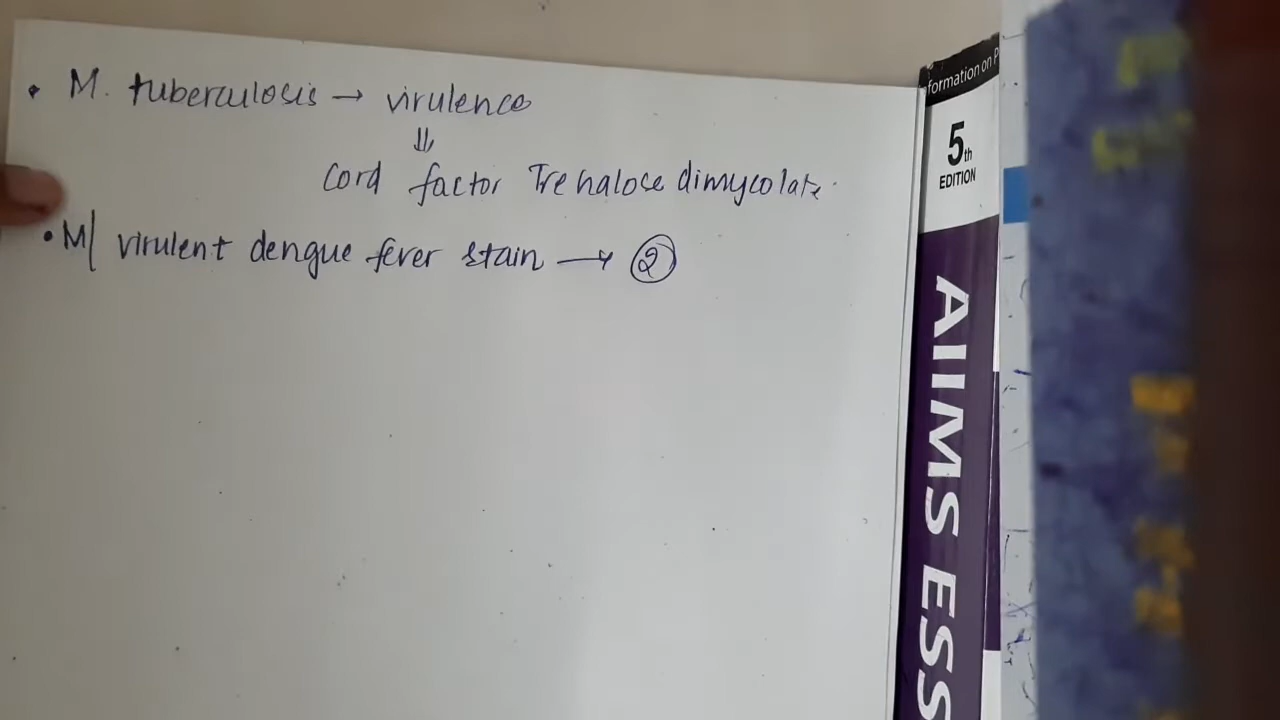 • M. tuberculosis → virulence
⇓
Cord factor Trehalose dimycolate.
• M/ virulent dengue fever stain → ②
formation on P
5th
EDITION
AIIMS ESS